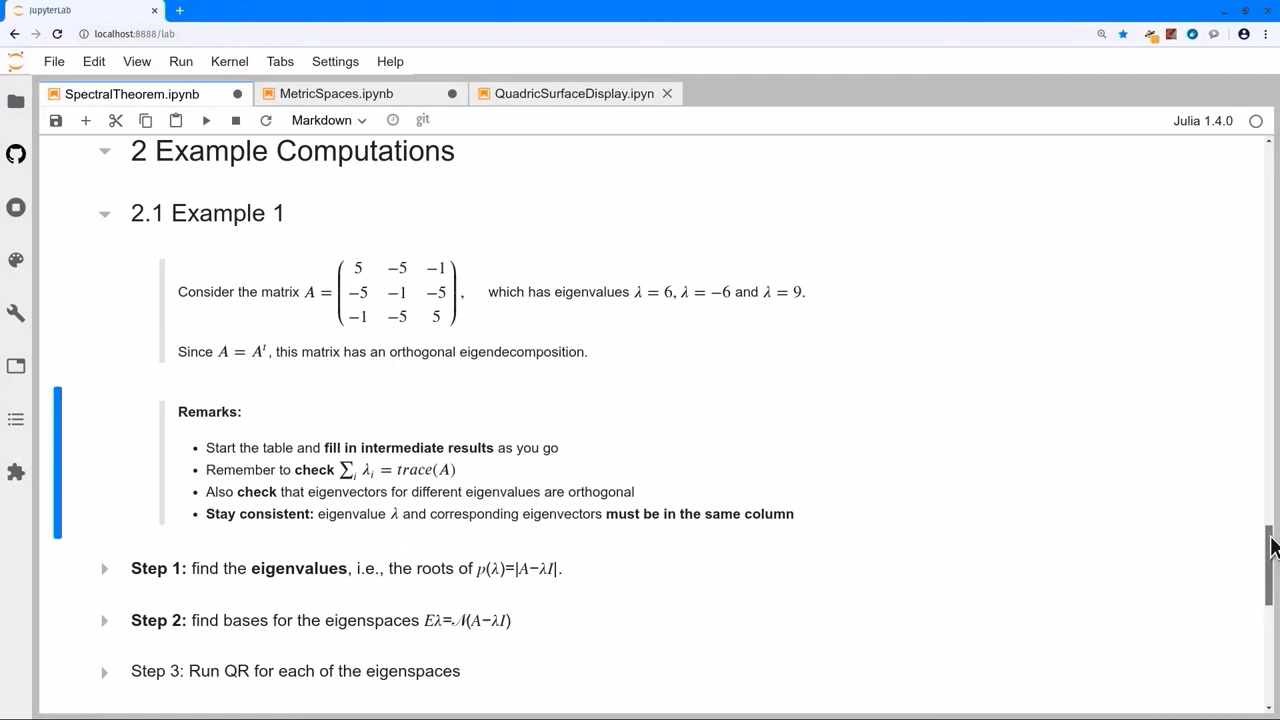 JupyterLab
localhost:8888/lab
File Edit View Run Kernel Tabs Settings Help
SpectralTheorem.ipynb MetricSpaces.ipynb QuadricSurfaceDisplay.ipyn
Markdown git Julia 1.4.0
2 Example Computations
2.1 Example 1
Consider the matrix A = ( 5 −5 −1
−5 −1 −5
−1 −5 5 ), which has eigenvalues λ = 6, λ = −6 and λ = 9.
Since A = Aᵗ, this matrix has an orthogonal eigendecomposition.
Remarks:
• Start the table and fill in intermediate results as you go
• Remember to check ∑ᵢ λᵢ = trace(A)
• Also check that eigenvectors for different eigenvalues are orthogonal
• Stay consistent: eigenvalue λ and corresponding eigenvectors must be in the same column
Step 1: find the eigenvalues, i.e., the roots of p(λ)=|A−λI|.
Step 2: find bases for the eigenspaces Eλ=𝒩(A−λI)
Step 3: Run QR for each of the eigenspaces